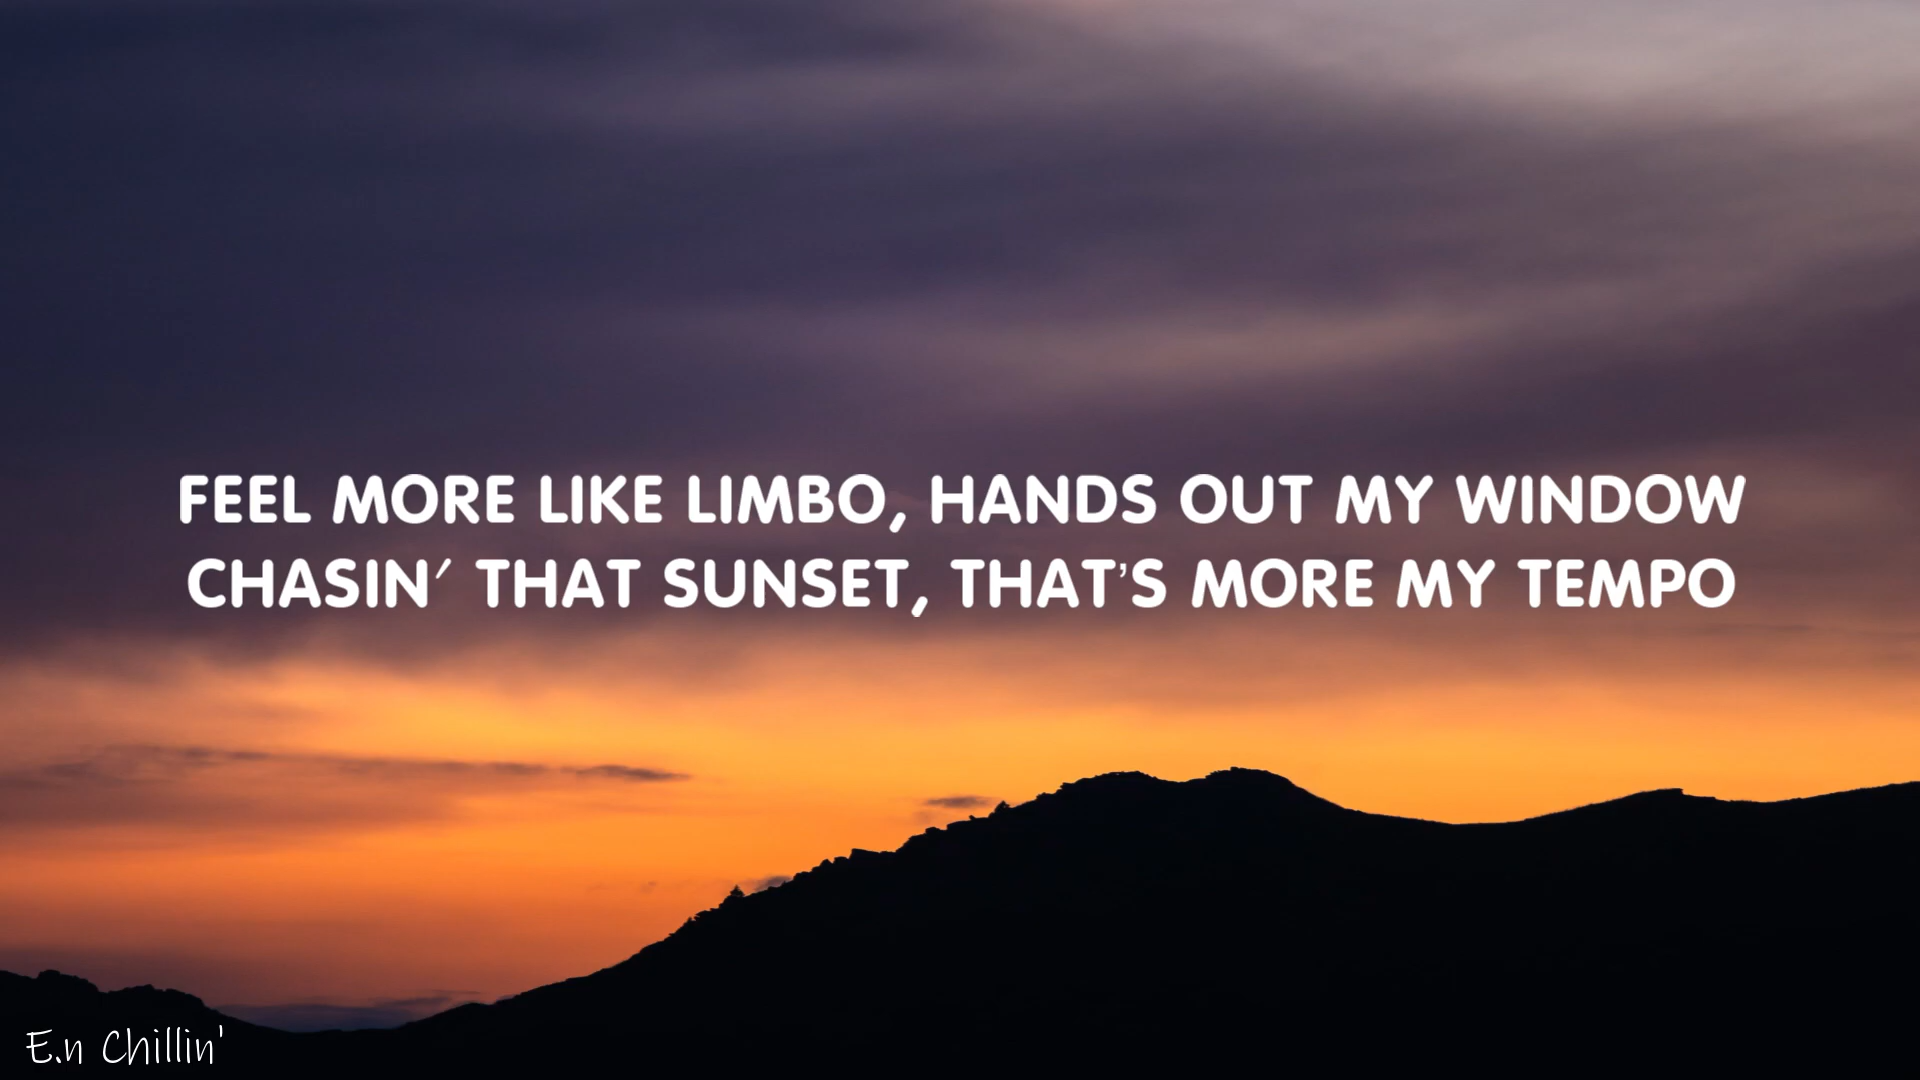 FEEL MORE LIKE LIMBO, HANDS OUT MY WINDOW
CHASIN′ THAT SUNSET, THAT'S MORE MY TEMPO
E.n Chillin'